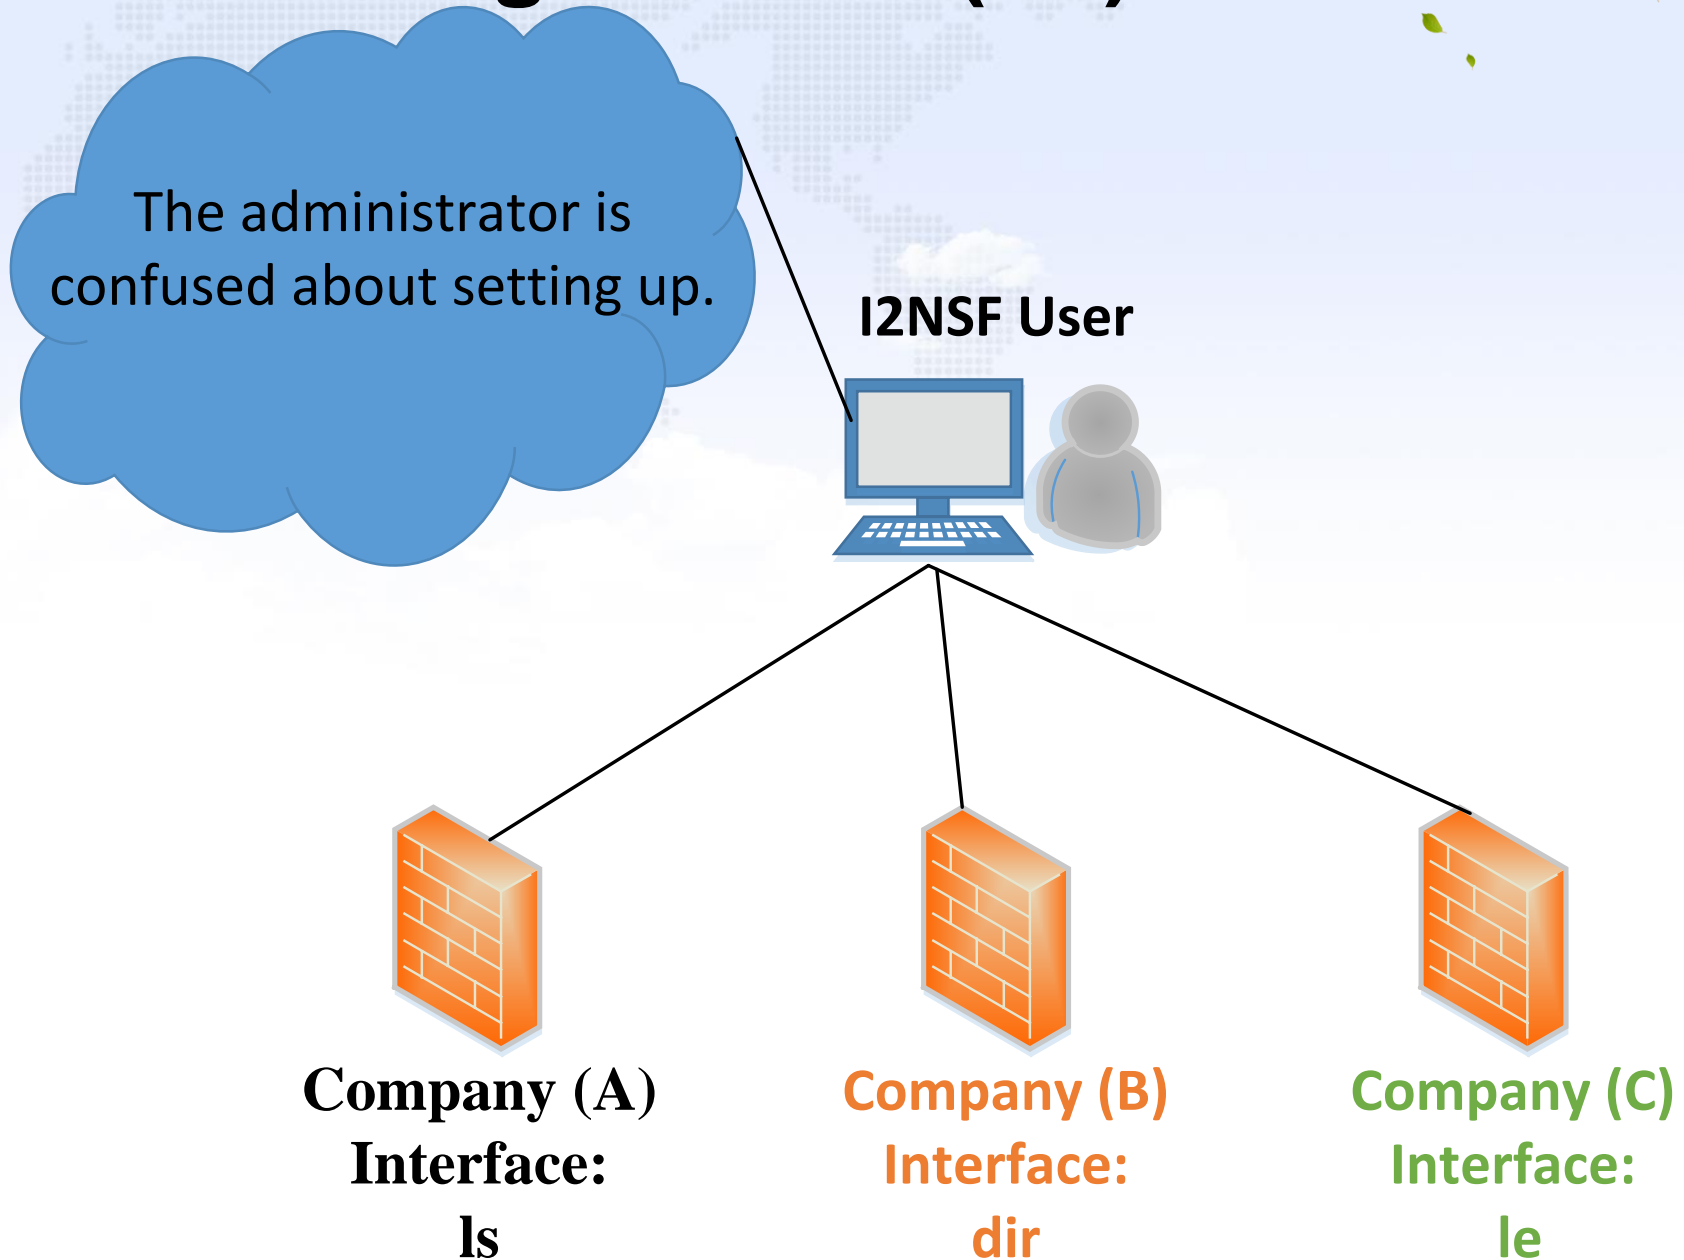 The administrator is
confused about setting up.
I2NSF User
Company (A)
Interface:
ls
Company (B)
Interface:
dir
Company (C)
Interface:
le